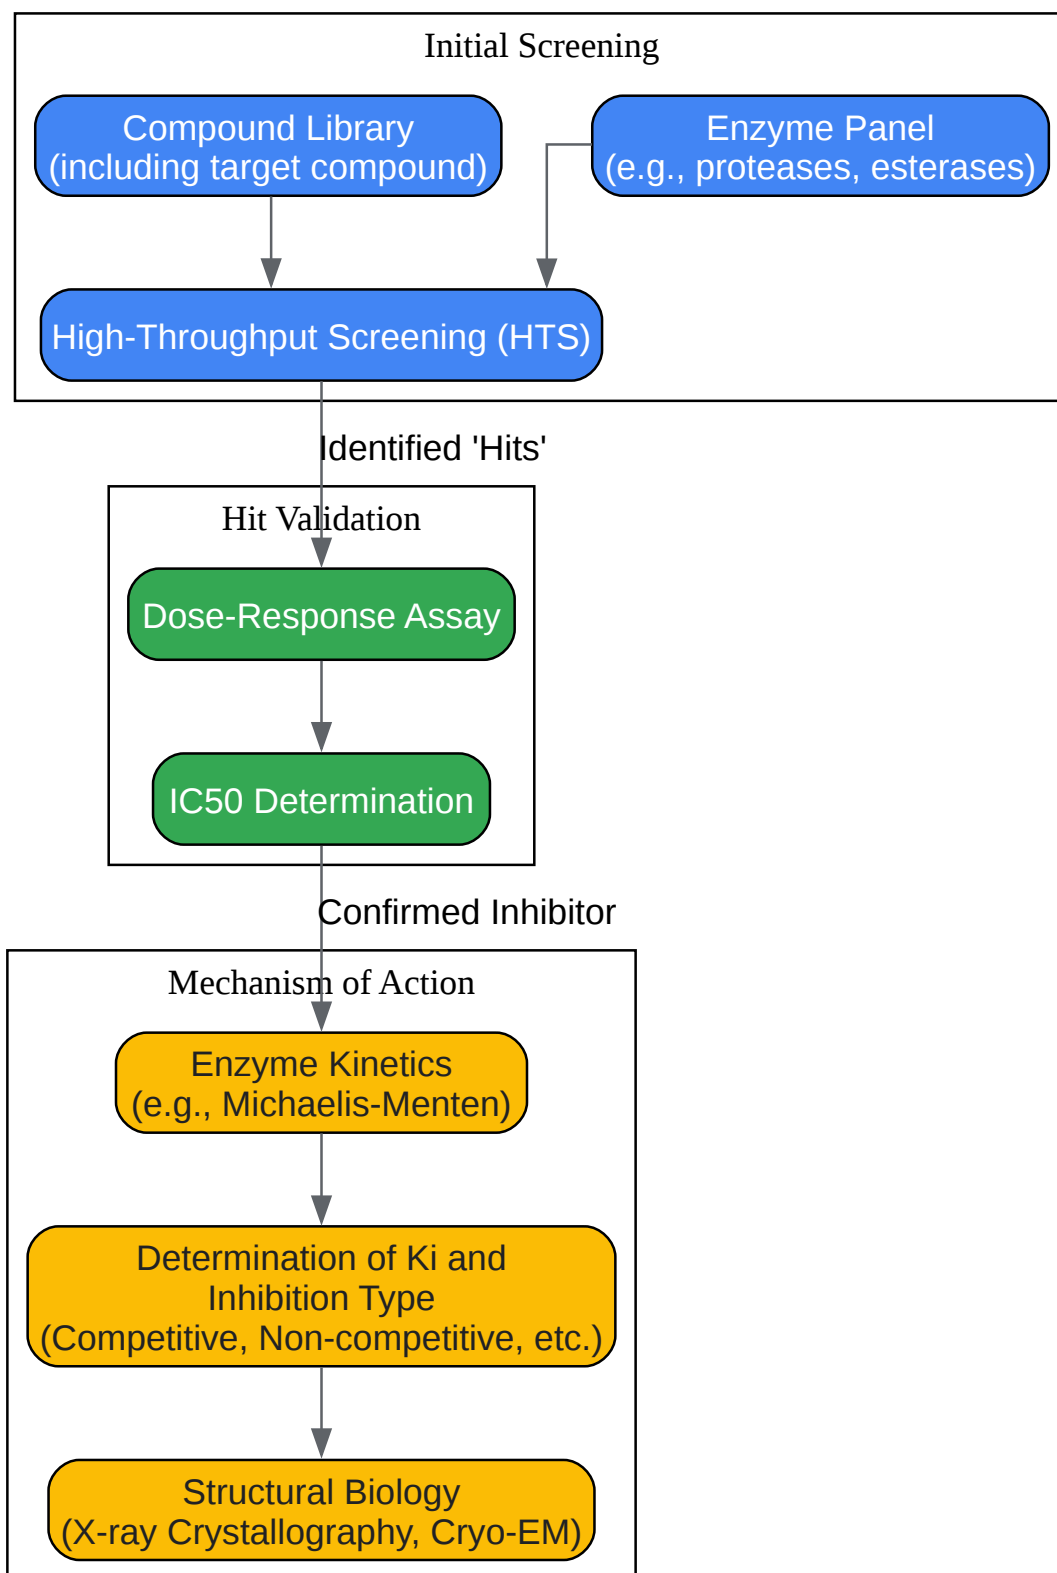 Initial Screening
Compound Library
(including target compound)
Enzyme Panel
(e.g., proteases, esterases)
High-Throughput Screening (HTS)
Identified 'Hits'
Hit Validation
Dose-Response Assay
IC50 Determination
Confirmed Inhibitor
Mechanism of Action
Enzyme Kinetics
(e.g., Michaelis-Menten)
Determination of Ki and
Inhibition Type
(Competitive, Non-competitive, etc.)
Structural Biology
(X-ray Crystallography, Cryo-EM)